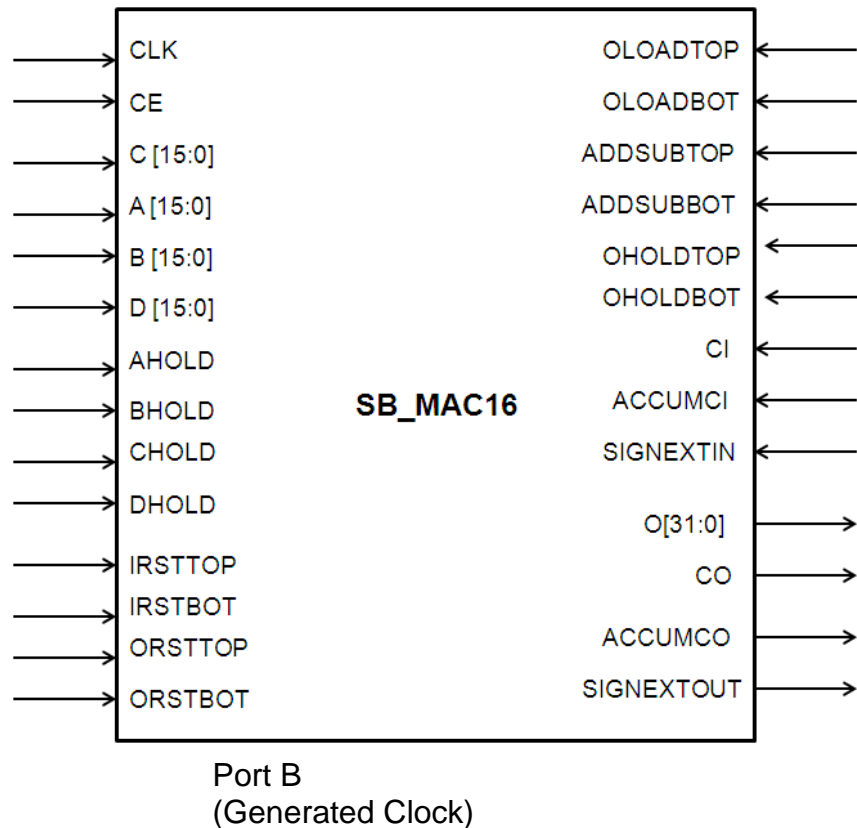 CLK
CE
C [15:0]
A [15:0]
B [15:0]
D [15:0]
AHOLD
BHOLD
CHOLD
DHOLD
IRSTTOP
IRSTBOT
ORSTTOP
ORSTBOT
SB_MAC16
OLOADTOP
OLOADBOT
ADDSUBTOP
ADDSUBBOT
OHOLDTOP
OHOLDBOT
CI
ACCUMCI
SIGNEXTIN
O[31:0]
CO
ACCUMCO
SIGNEXTOUT
Port B
(Generated Clock)